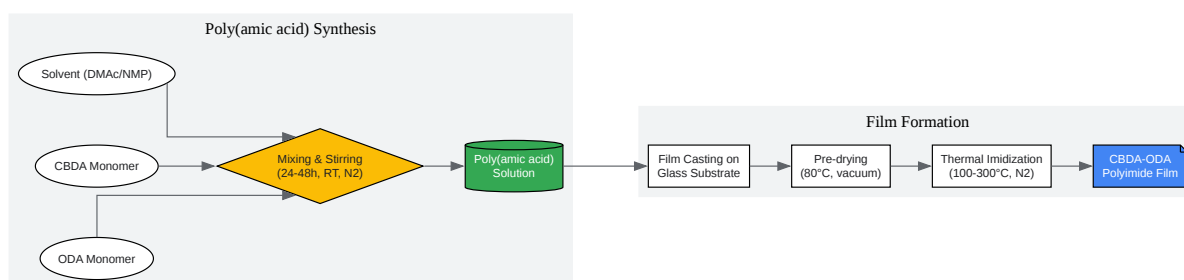 Poly(amic acid) Synthesis
Solvent (DMAc/NMP)
CBDA Monomer
ODA Monomer
Mixing & Stirring
(24-48h, RT, N2)
Poly(amic acid)
Solution
Film Formation
Film Casting on
Glass Substrate
Pre-drying
(80°C, vacuum)
Thermal Imidization
(100-300°C, N2)
CBDA-ODA
Polyimide Film